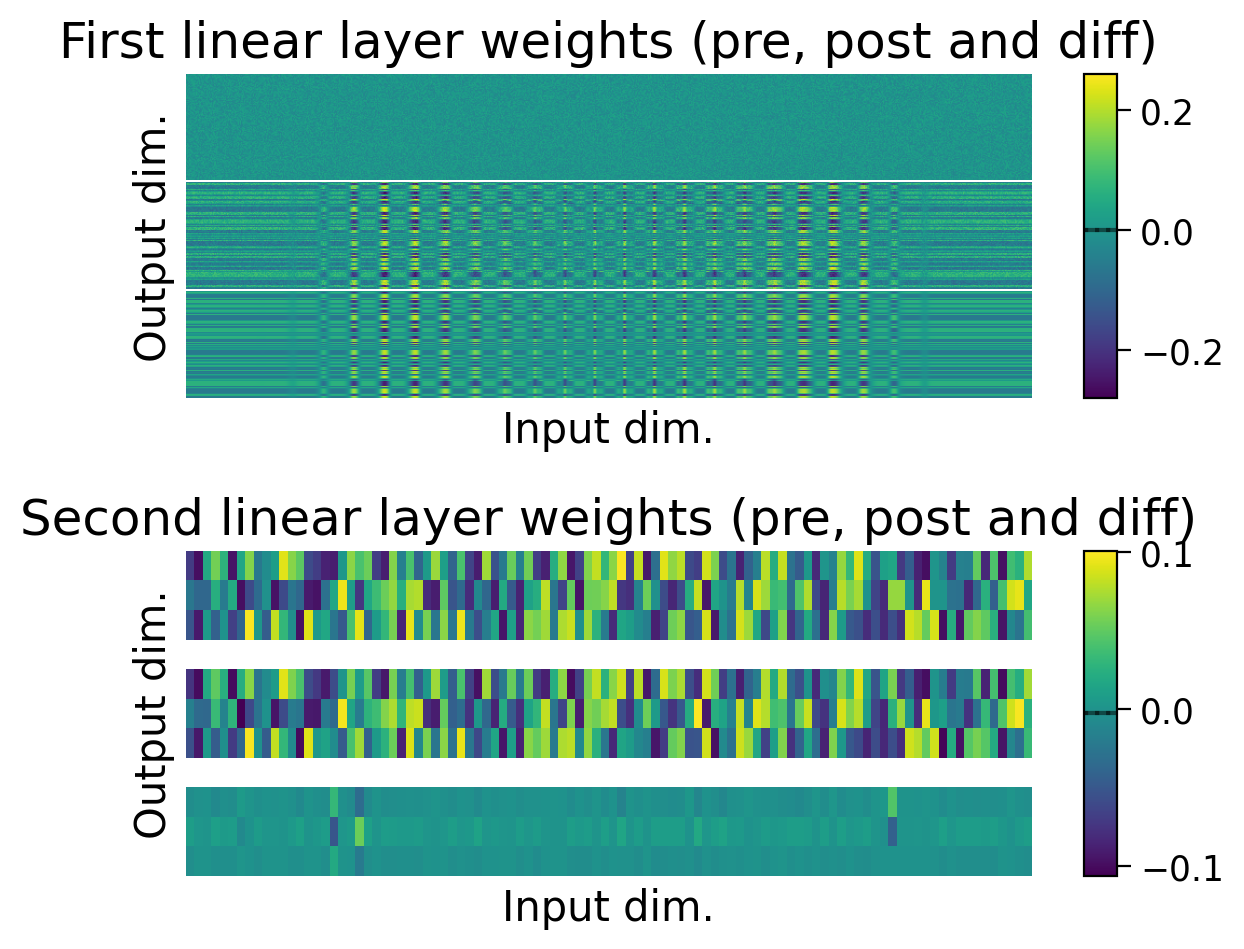 First linear layer weights (pre, post and diff)
Output dim.
0.2
0.0
−0.2
Input dim.
Second linear layer weights (pre, post and diff)
Output dim.
0.1
0.0
−0.1
Input dim.